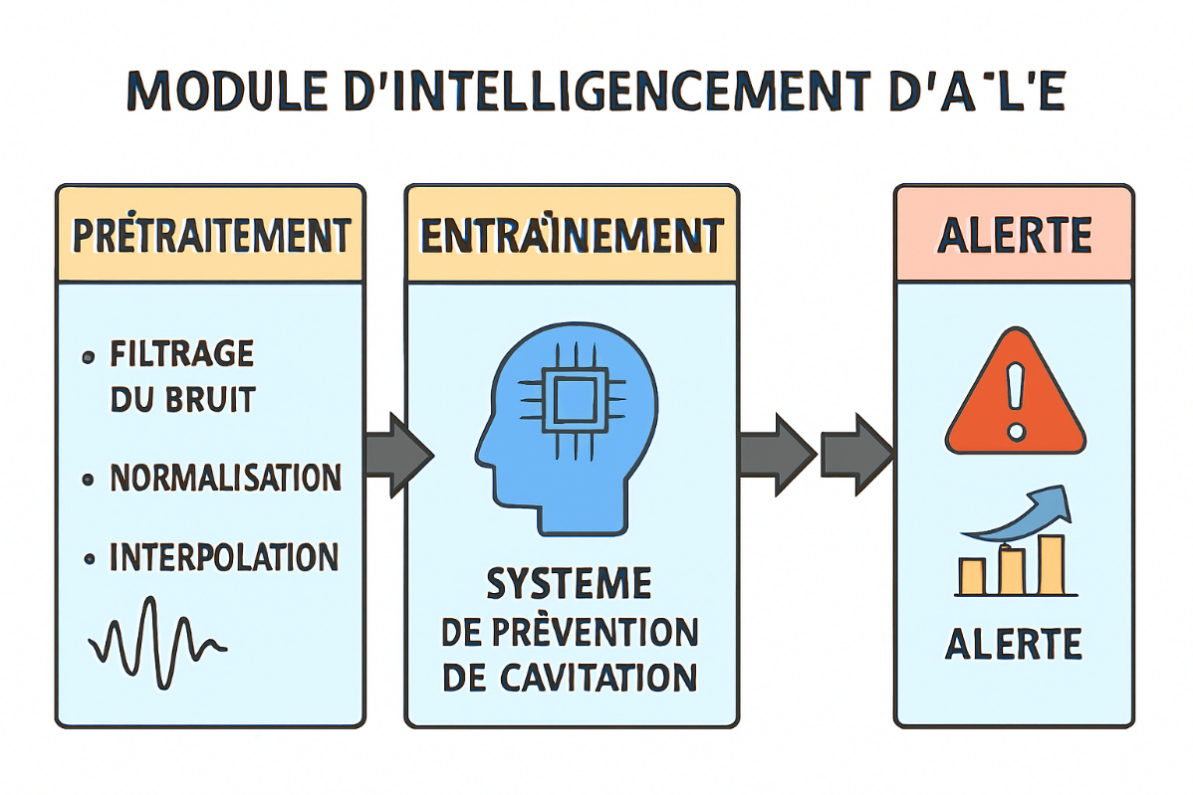 MODULE D'INTELLIGENCEMENT D'A-L'E
PRÉTRAITEMENT
• FILTRAGE
DU BRUIT
• NORMALISATION
• INTERPOLATION
ENTRAÎNEMENT
SYSTEME
DE PRÈVENTION
DE CAVITATION
ALERTE
ALERTE